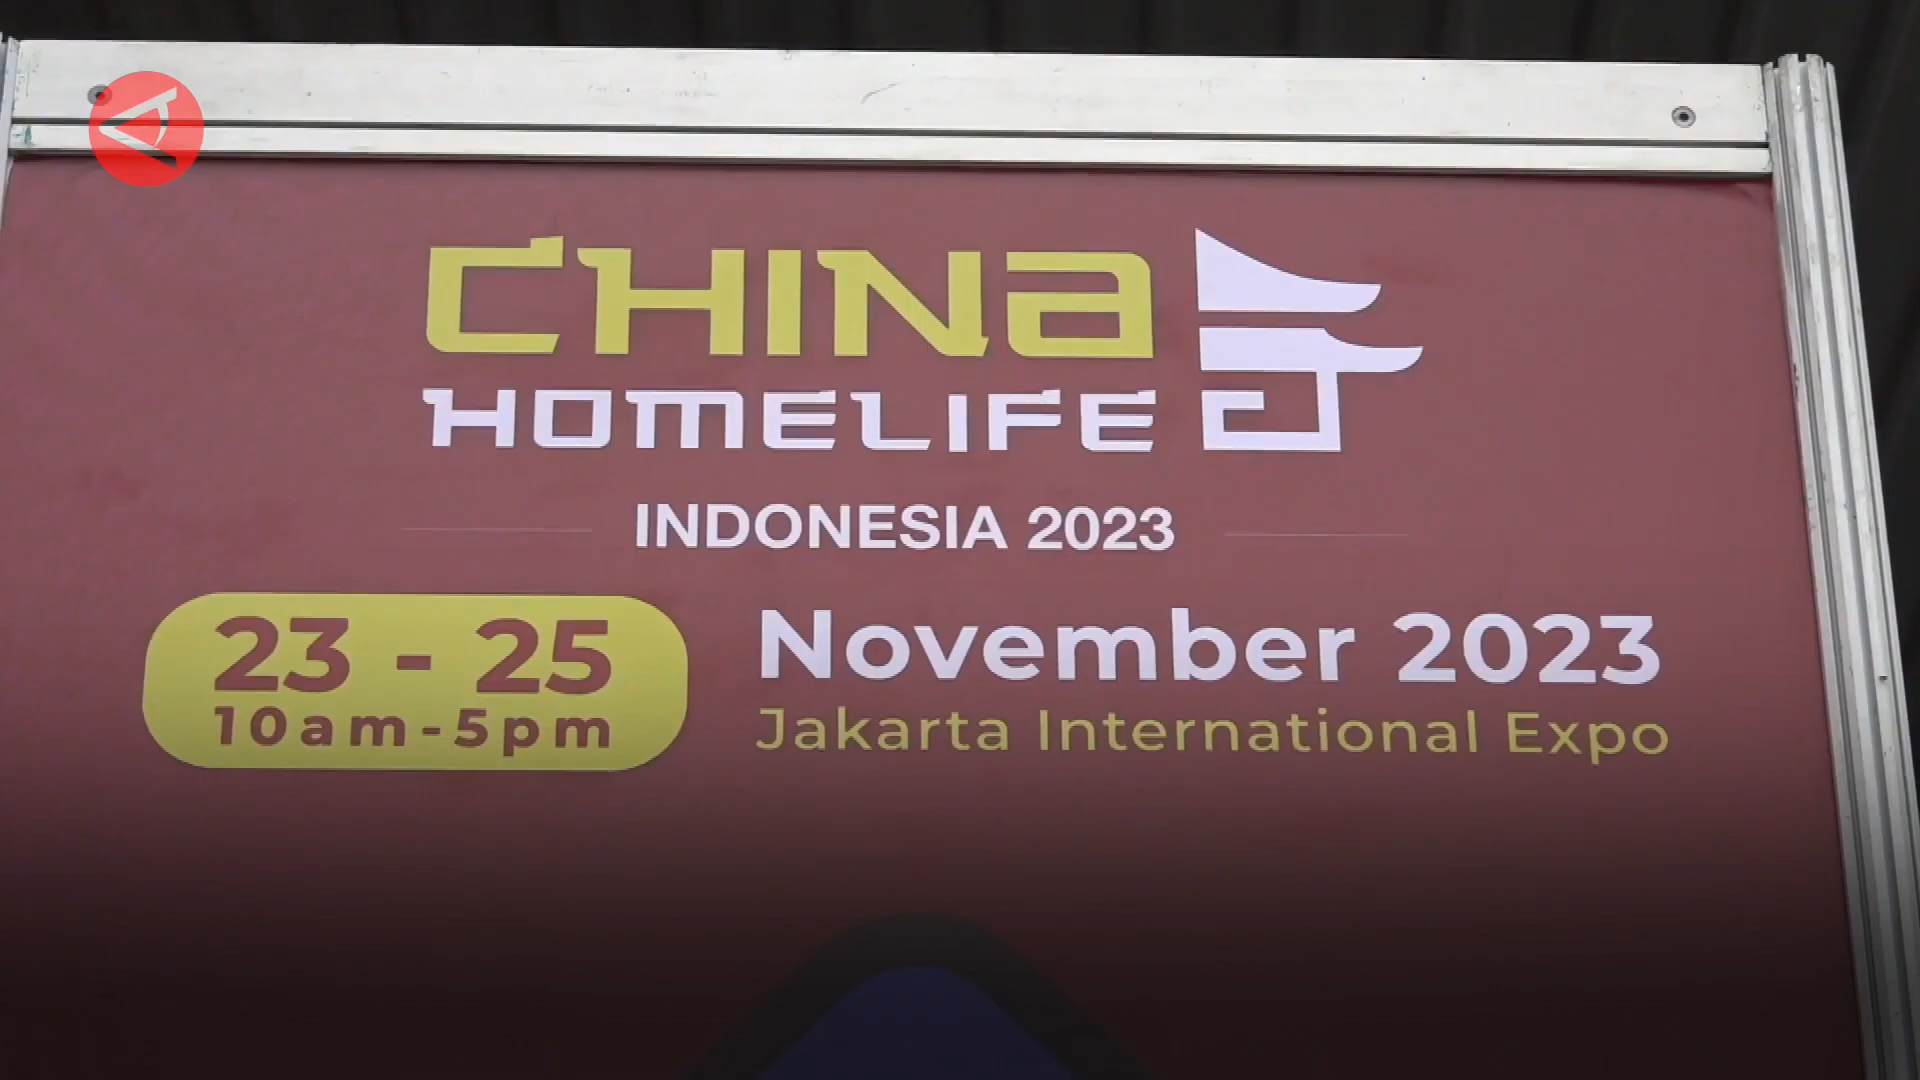 CHINA
HOMELIFE
INDONESIA 2023
23 - 25
10am-5pm
November 2023
Jakarta International Expo